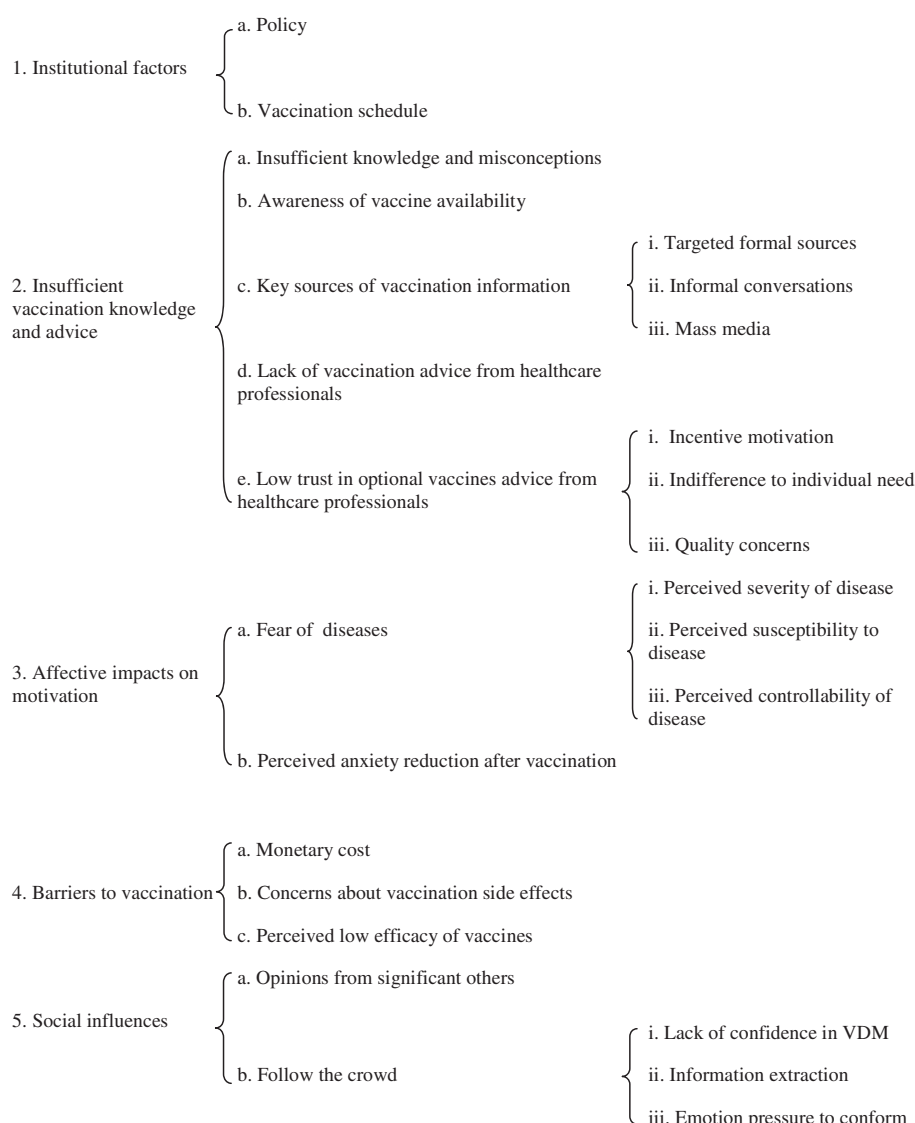 a. Policy
1. Institutional factors
b. Vaccination schedule
a. Insufficient knowledge and misconceptions
b. Awareness of vaccine availability
i. Targeted formal sources
2. Insufficient
vaccination knowledge
and advice
c. Key sources of vaccination information
ii. Informal conversations
iii. Mass media
d. Lack of vaccination advice from healthcare
professionals
i. Incentive motivation
e. Low trust in optional vaccines advice from
healthcare professionals
ii. Indifference to individual need
iii. Quality concerns
i. Perceived severity of disease
a. Fear of diseases
ii. Perceived susceptibility to
disease
3. Affective impacts on
motivation
iii. Perceived controllability of
disease
b. Perceived anxiety reduction after vaccination
a. Monetary cost
4. Barriers to vaccination
b. Concerns about vaccination side effects
c. Perceived low efficacy of vaccines
a. Opinions from significant others
5. Social influences
i. Lack of confidence in VDM
b. Follow the crowd
ii. Information extraction
iii. Emotion pressure to conform